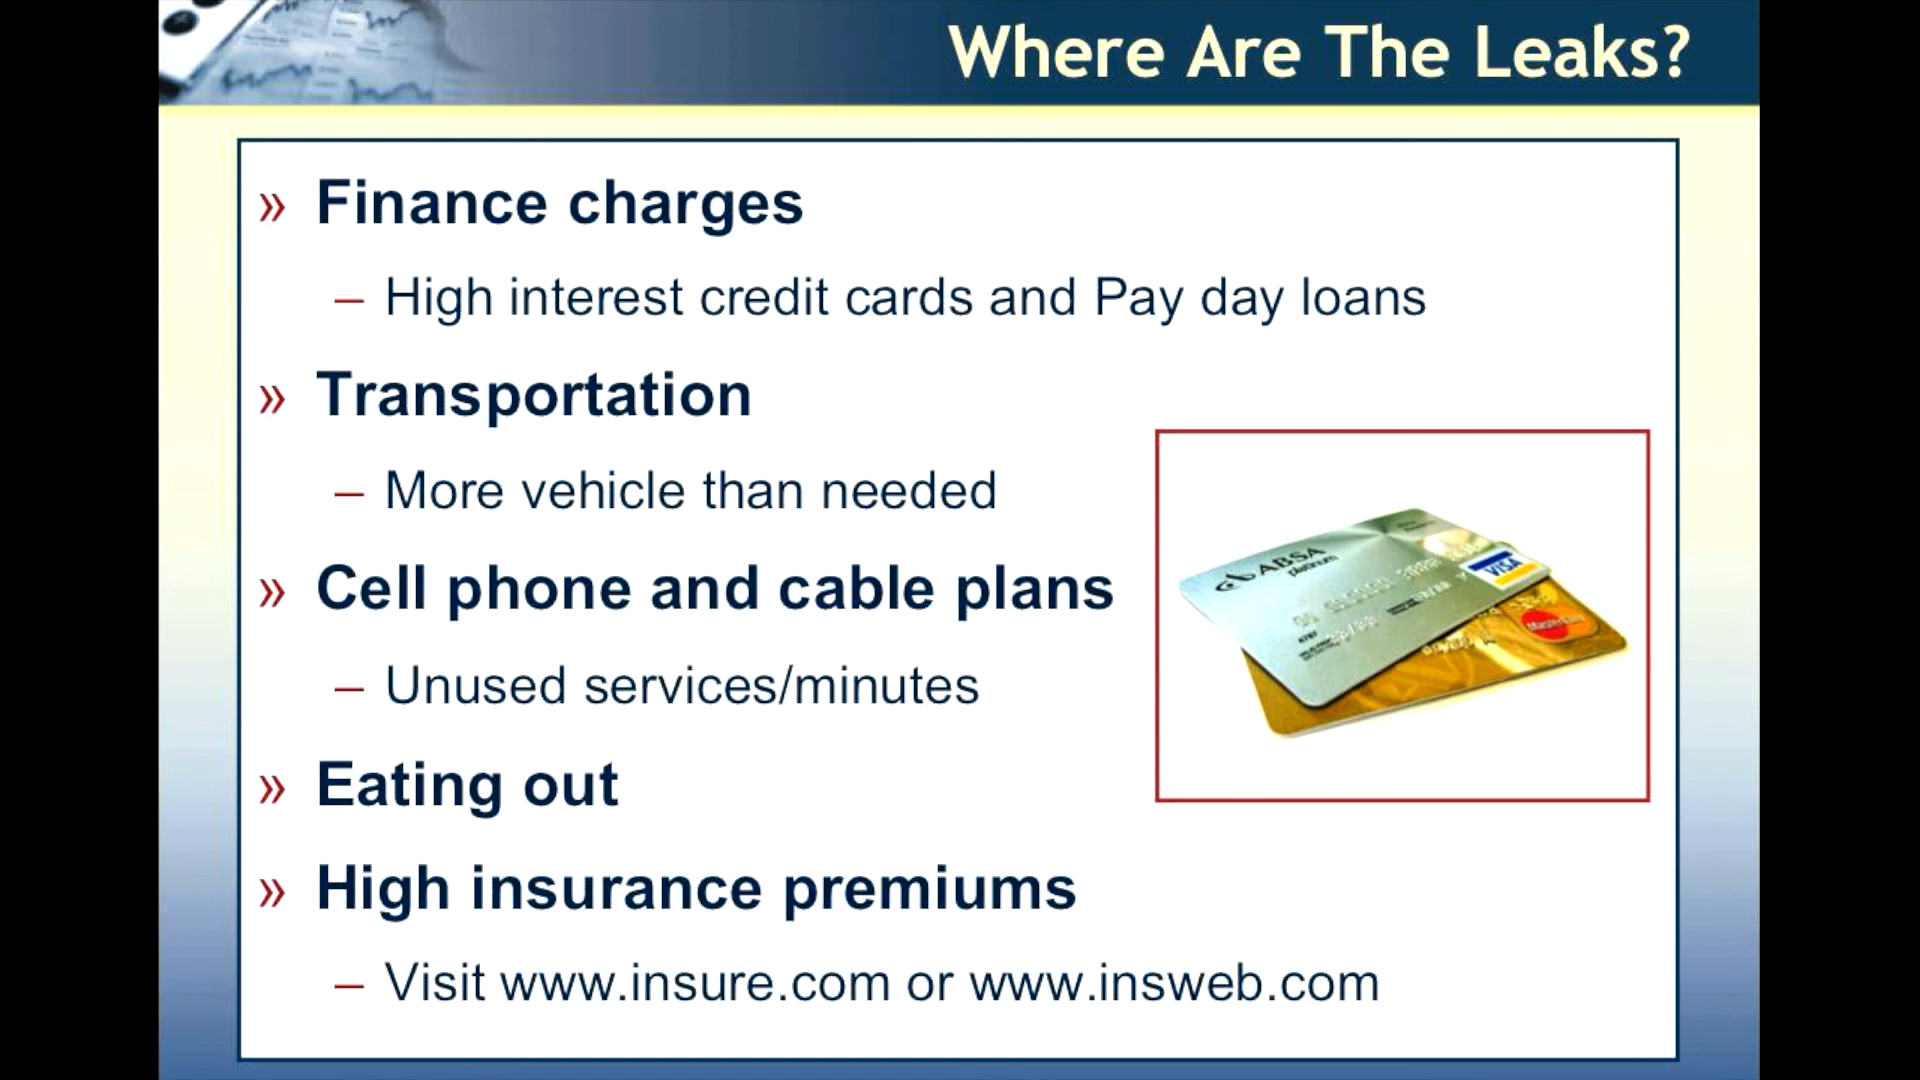 Where Are The Leaks?
» Finance charges
– High interest credit cards and Pay day loans
» Transportation
– More vehicle than needed
» Cell phone and cable plans
– Unused services/minutes
» Eating out
» High insurance premiums
– Visit www.insure.com or www.insweb.com
ABSA
platinum
VISA
MasterCard